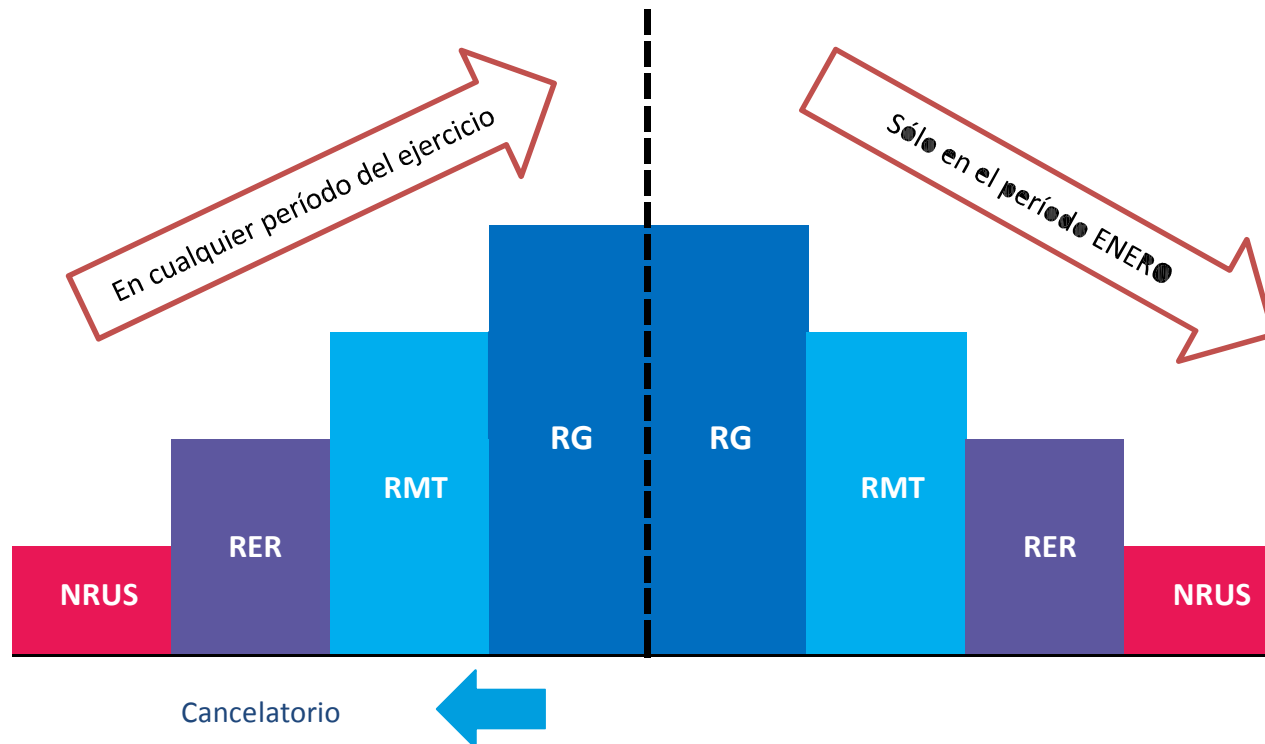 En cualquier período del ejercicio
Sólo en el período ENERO
RG
RG
RMT
RMT
RER
RER
NRUS
NRUS
Cancelatorio